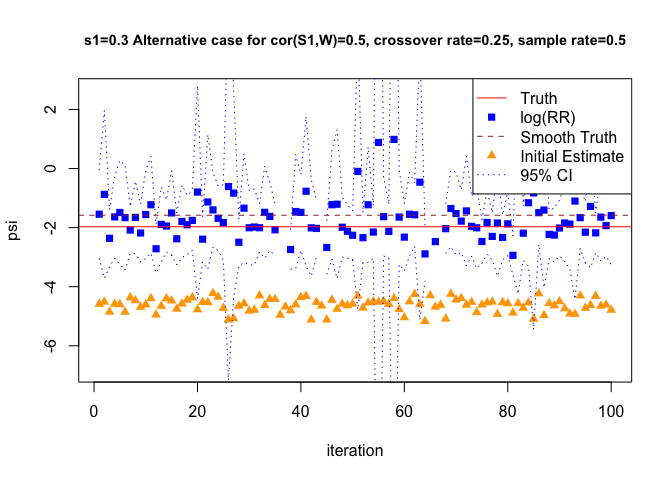 s1=0.3 Alternative case for cor(S1,W)=0.5, crossover rate=0.25, sample rate=0.5
Truth
log(RR)
Smooth Truth
Initial Estimate
95% CI
psi
2
0
-2
-4
-6
0
20
40
60
80
100
iteration